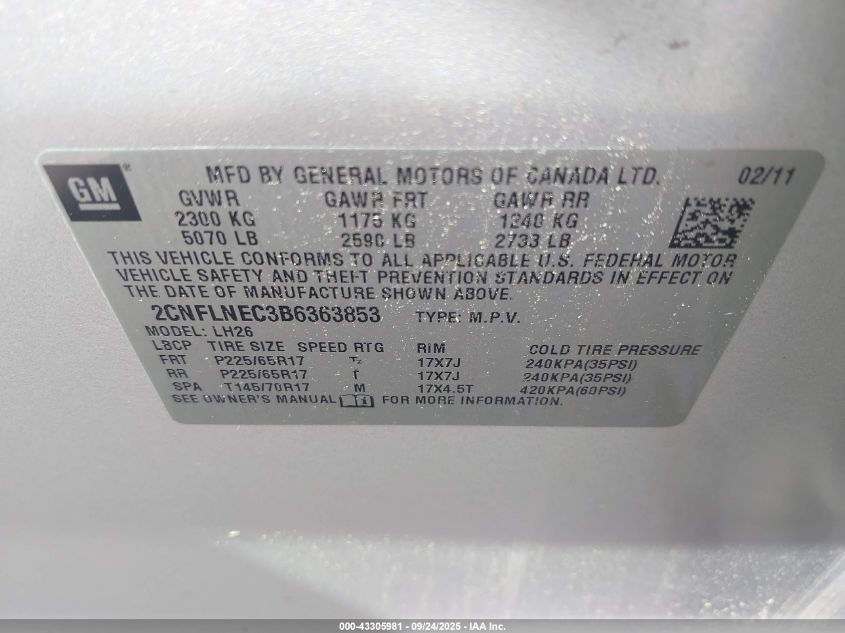 GM®
MFD BY GENERAL MOTORS OF CANADA LTD. 02/11
GVWR GAWR FRT GAWR RR
2300 KG 1175 KG 1240 KG
5070 LB 2590 LB 2733 LB
THIS VEHICLE CONFORMS TO ALL APPLICABLE U.S. FEDERAL MOTOR
VEHICLE SAFETY AND THEFT PREVENTION STANDARDS IN EFFECT ON
THE DATE OF MANUFACTURE SHOWN ABOVE.
2CNFLNEC3B6363853 TYPE: M.P.V.
MODEL: LH26
TIRE SIZE SPEED RTG RIM COLD TIRE PRESSURE
FRT P225/65R17 T 17X7J 240KPA(35PSI)
RR P225/65R17 T 17X7J 240KPA(35PSI)
SPA T145/70R17 M 17X4.5T 420KPA(60PSI)
SEE OWNER'S MANUAL FOR MORE INFORMATION.
000-43305981 - 09/24/2025 - IAA Inc.